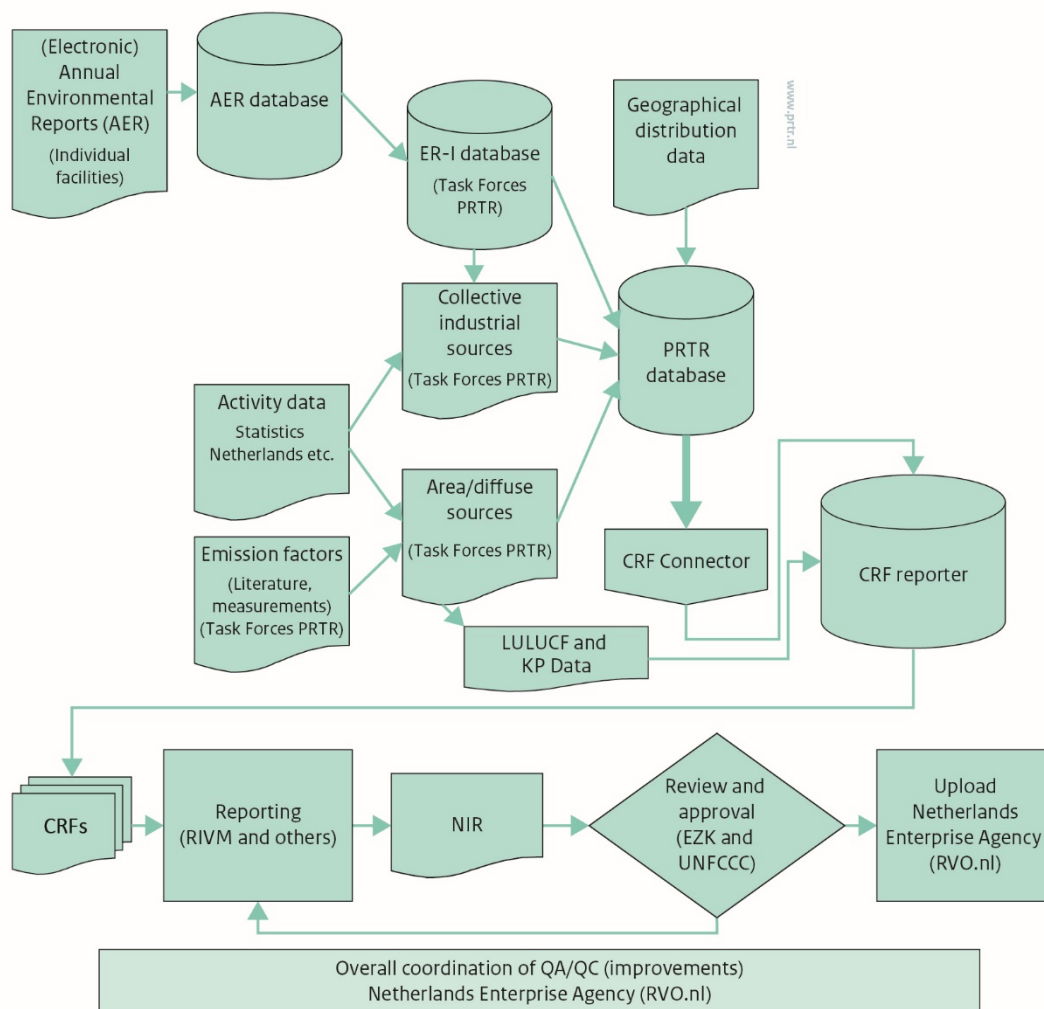 (Electronic)
Annual
Environmental
Reports (AER)
(Individual
facilities)
AER database
ER-I database
(Task Forces
PRTR)
Geographical
distribution
data
www.prtr.nl
Collective
industrial
sources
(Task Forces PRTR)
PRTR
database
Activity data
Statistics
Netherlands etc.
Area/diffuse
sources
(Task Forces PRTR)
Emission factors
(Literature,
measurements)
(Task Forces PRTR)
CRF Connector
CRF reporter
LULUCF and
KP Data
CRFs
Reporting
(RIVM and others)
NIR
Review and
approval
(EZK and
UNFCCC)
Upload
Netherlands
Enterprise Agency
(RVO.nl)
Overall coordination of QA/QC (improvements)
Netherlands Enterprise Agency (RVO.nl)